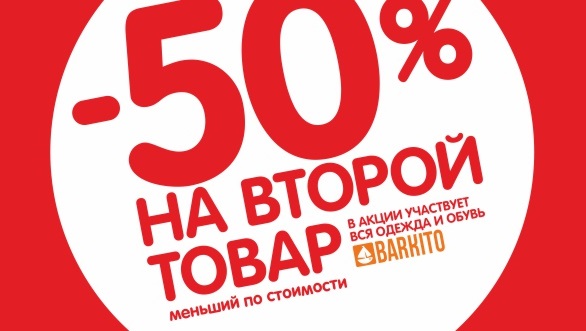 -50%
НА ВТОРОЙ
ТОВАР
меньший по стоимости
В АКЦИИ УЧАСТВУЕТ
ВСЯ ОДЕЖДА И ОБУВЬ
BARKITO